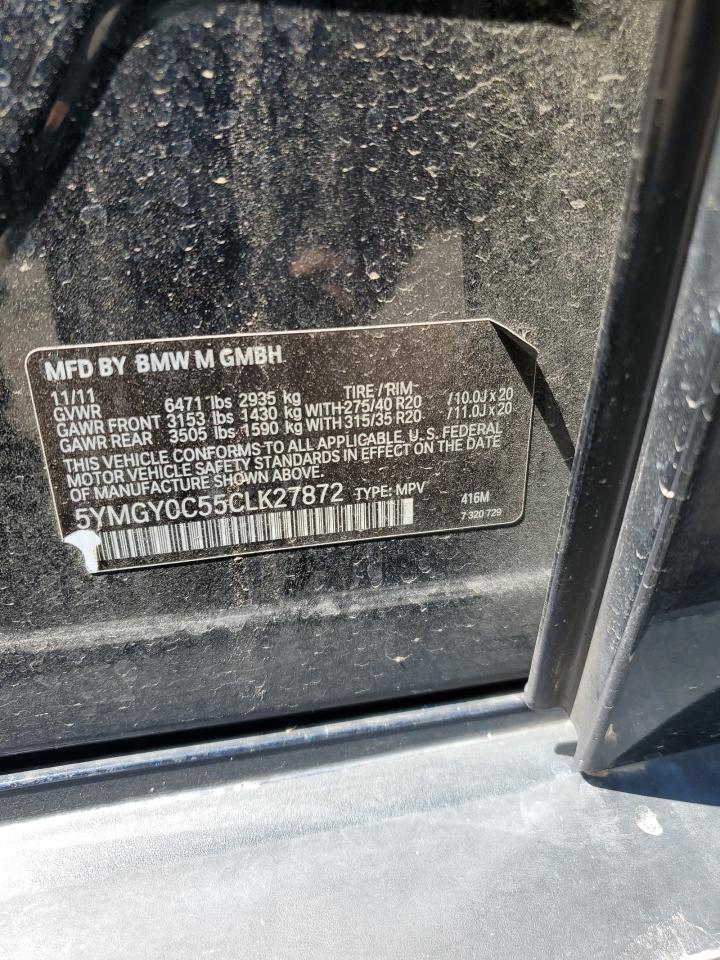 MFD BY BMW M GMBH
11/11 TIRE / RIM-
GVWR 6471 lbs 2935 kg
GAWR FRONT 3153 lbs 1430 kg WITH-275/40 R20. /10.0J x 20
GAWR REAR 3505 lbs 1590 kg WITH 315/35 R20. /11.0J x 20
THIS VEHICLE CONFORMS TO ALL APPLICABLE U.S. FEDERAL
MOTOR VEHICLE SAFETY STANDARDS IN EFFECT ON THE DATE
OF MANUFACTURE SHOWN ABOVE.
5YMGY0C55CLK27872 TYPE: MPV 416M
7 320 729